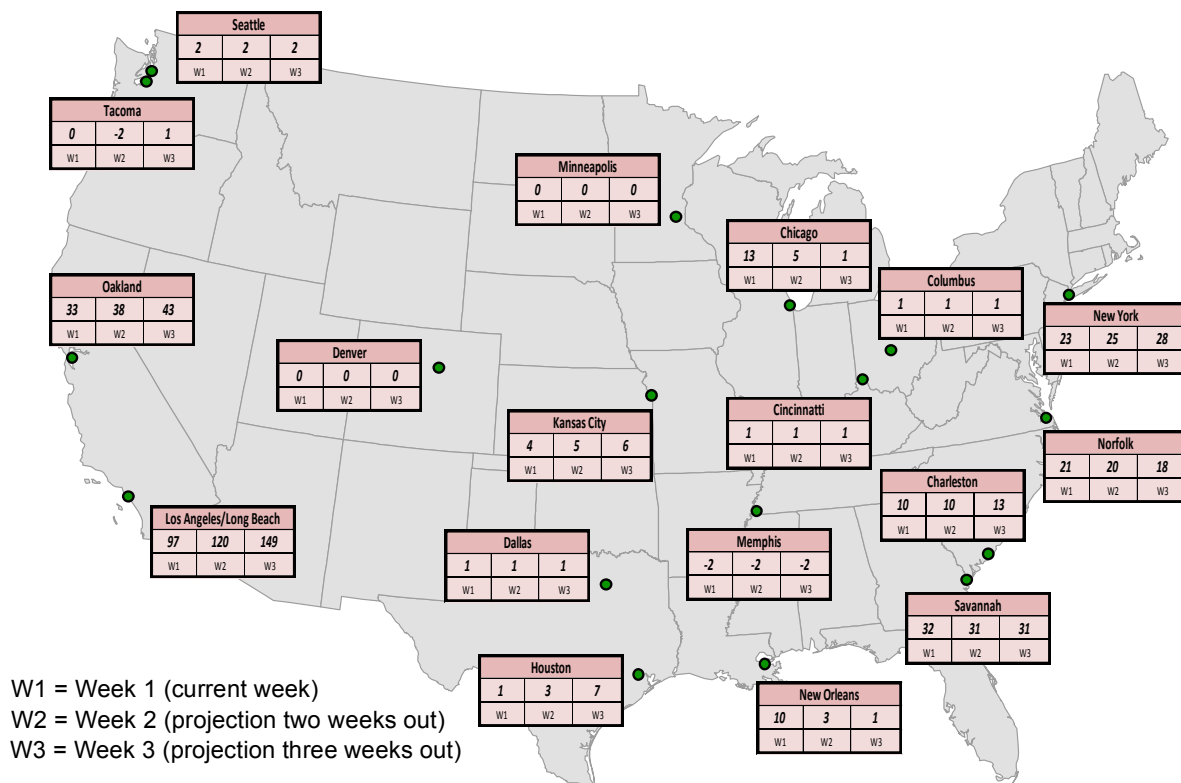 Seattle
2 2 2
W1 W2 W3
Tacoma
0 -2 1
W1 W2 W3
Minneapolis
0 0 0
W1 W2 W3
Chicago
13 5 1
W1 W2 W3
Columbus
1 1 1
W1 W2 W3
Oakland
33 38 43
W1 W2 W3
New York
23 25 28
W1 W2 W3
Denver
0 0 0
W1 W2 W3
Kansas City
4 5 6
W1 W2 W3
Cincinnatti
1 1 1
W1 W2 W3
Norfolk
21 20 18
W1 W2 W3
Charleston
10 10 13
W1 W2 W3
Los Angeles/Long Beach
97 120 149
W1 W2 W3
Dallas
1 1 1
W1 W2 W3
Memphis
-2 -2 -2
W1 W2 W3
Savannah
32 31 31
W1 W2 W3
Houston
1 3 7
W1 W2 W3
New Orleans
10 3 1
W1 W2 W3
W1 = Week 1 (current week)
W2 = Week 2 (projection two weeks out)
W3 = Week 3 (projection three weeks out)